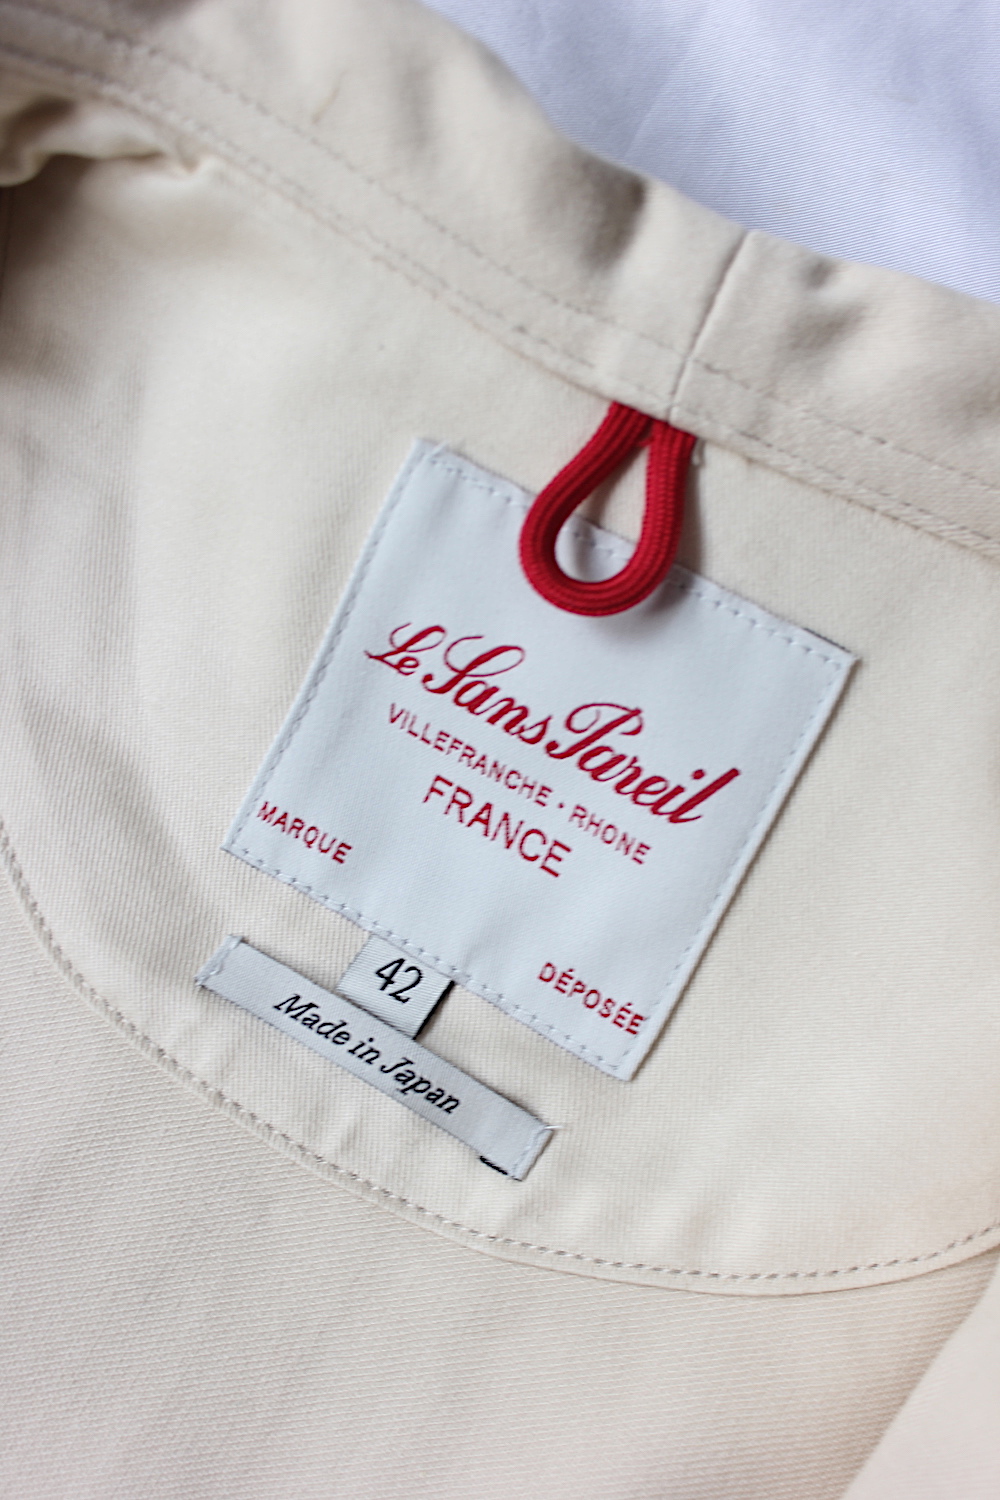 Le Sans Pareil
VILLEFRANCHE · RHONE
FRANCE
MARQUE
DÉPOSÉE
42
Made in Japan